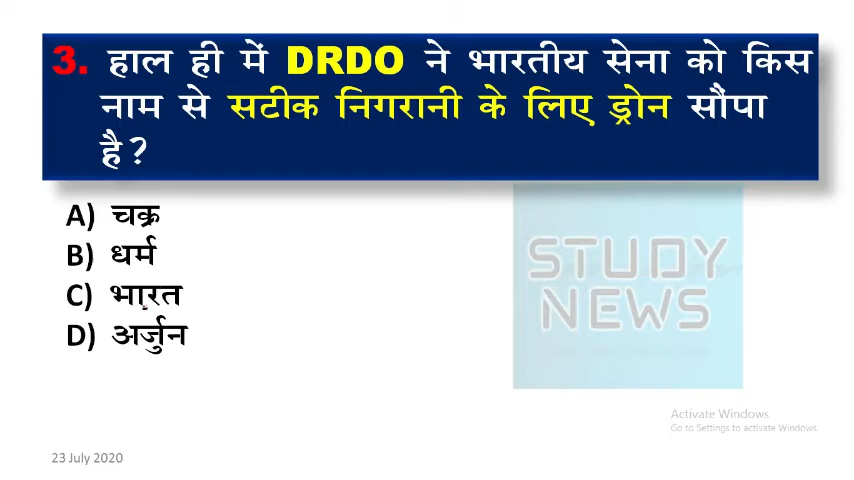 3. हाल ही में DRDO ने भारतीय सेना को किस
नाम से सटीक निगरानी के लिए ड्रोन सौंपा
है?
A) चक्र
B) धर्म
C) भारत
D) अर्जुन
STUDY
NEWS
Activate Windows
Go to Settings to activate Windows.
23 July 2020